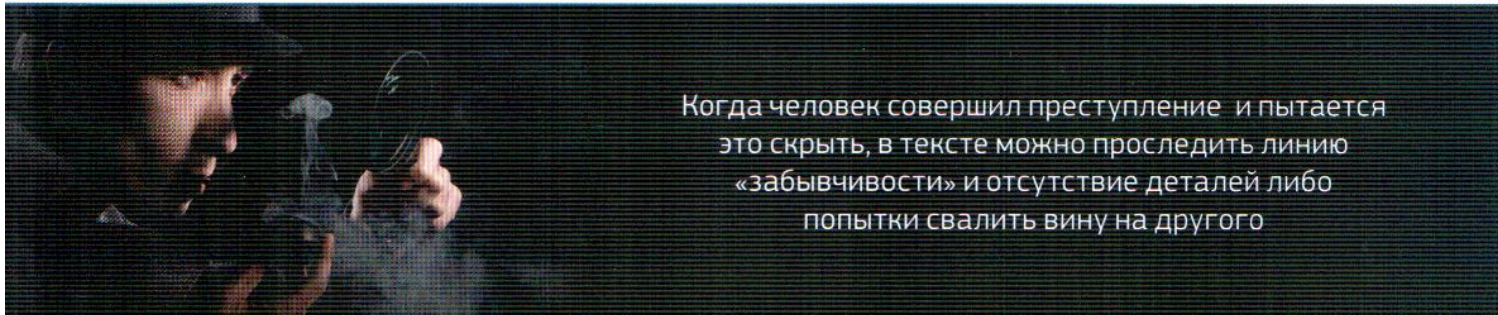 Когда человек совершил преступление и пытается
это скрыть, в тексте можно проследить линию
«забывчивости» и отсутствие деталей либо
попытки свалить вину на другого